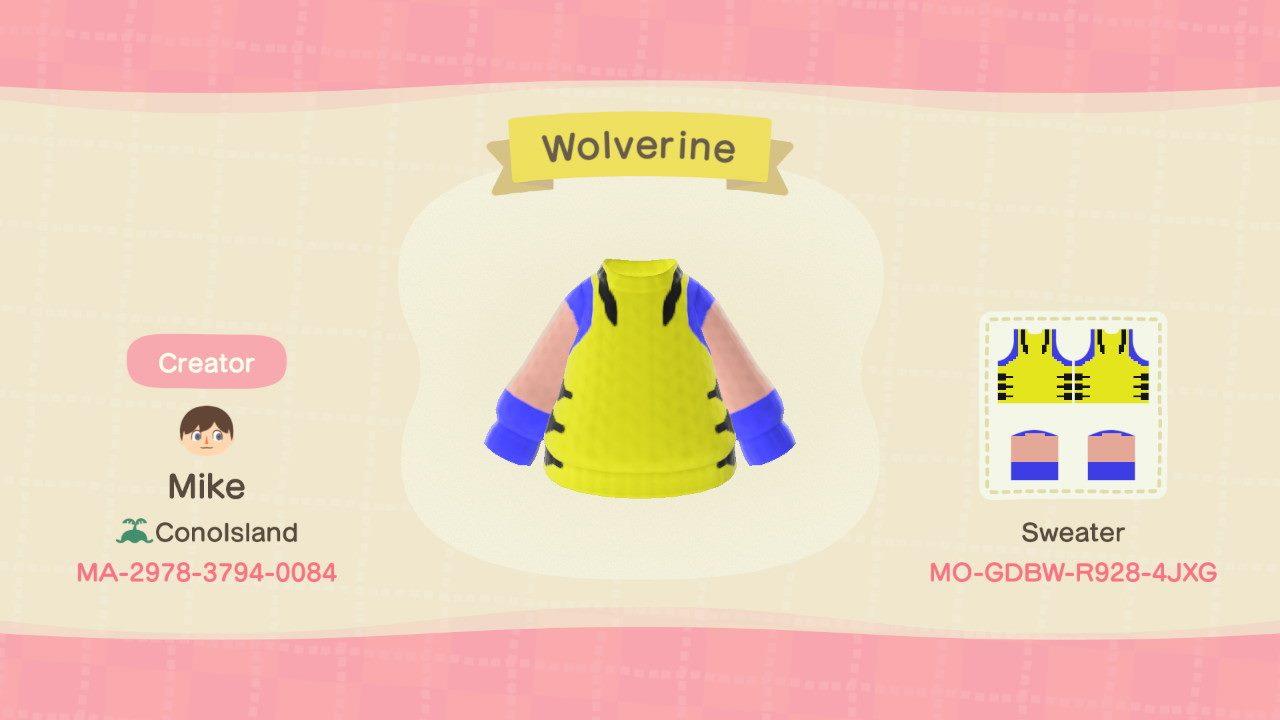 Wolverine
Creator
Mike
ConoIsland
MA-2978-3794-0084
Sweater
MO-GDBW-R928-4JXG